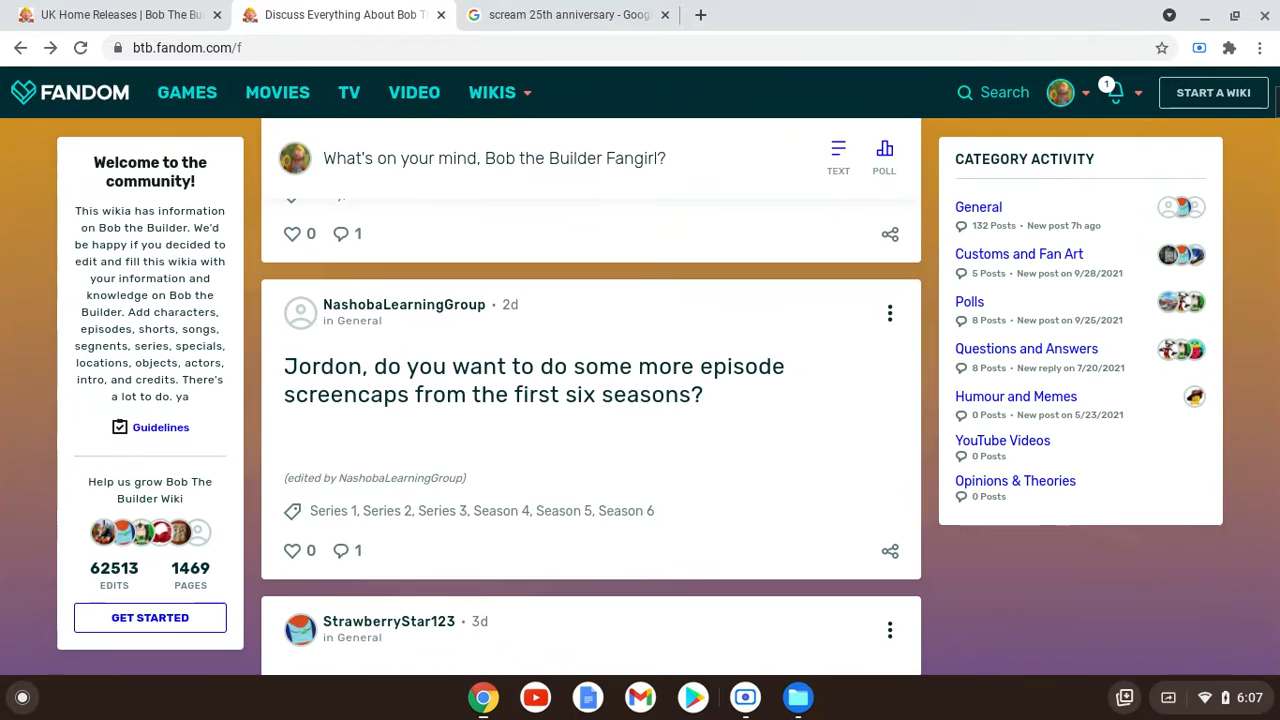 UK Home Releases | Bob The Bu
Discuss Everything About Bob T
scream 25th anniversary - Goog
btb.fandom.com/f
FANDOM
GAMES
MOVIES
TV
VIDEO
WIKIS
Search
1
START A WIKI
Welcome to the
community!
This wikia has information
on Bob the Builder. We'd
be happy if you decided to
edit and fill this wikia with
your information and
knowledge on Bob the
Builder. Add characters,
episodes, shorts, songs,
segnents, series, specials,
locations, objects, actors,
intro, and credits. There's
a lot to do. ya
Guidelines
Help us grow Bob The
Builder Wiki
62513 1469
EDITS PAGES
GET STARTED
What's on your mind, Bob the Builder Fangirl?
TEXT POLL
0 1
NashobaLearningGroup • 2d
in General
Jordon, do you want to do some more episode
screencaps from the first six seasons?
(edited by NashobaLearningGroup)
Series 1, Series 2, Series 3, Season 4, Season 5, Season 6
0 1
StrawberryStar123 • 3d
in General
CATEGORY ACTIVITY
General
132 Posts • New post 7h ago
Customs and Fan Art
5 Posts • New post on 9/28/2021
Polls
8 Posts • New post on 9/25/2021
Questions and Answers
8 Posts • New reply on 7/20/2021
Humour and Memes
0 Posts • New post on 5/23/2021
YouTube Videos
0 Posts
Opinions & Theories
0 Posts
6:07